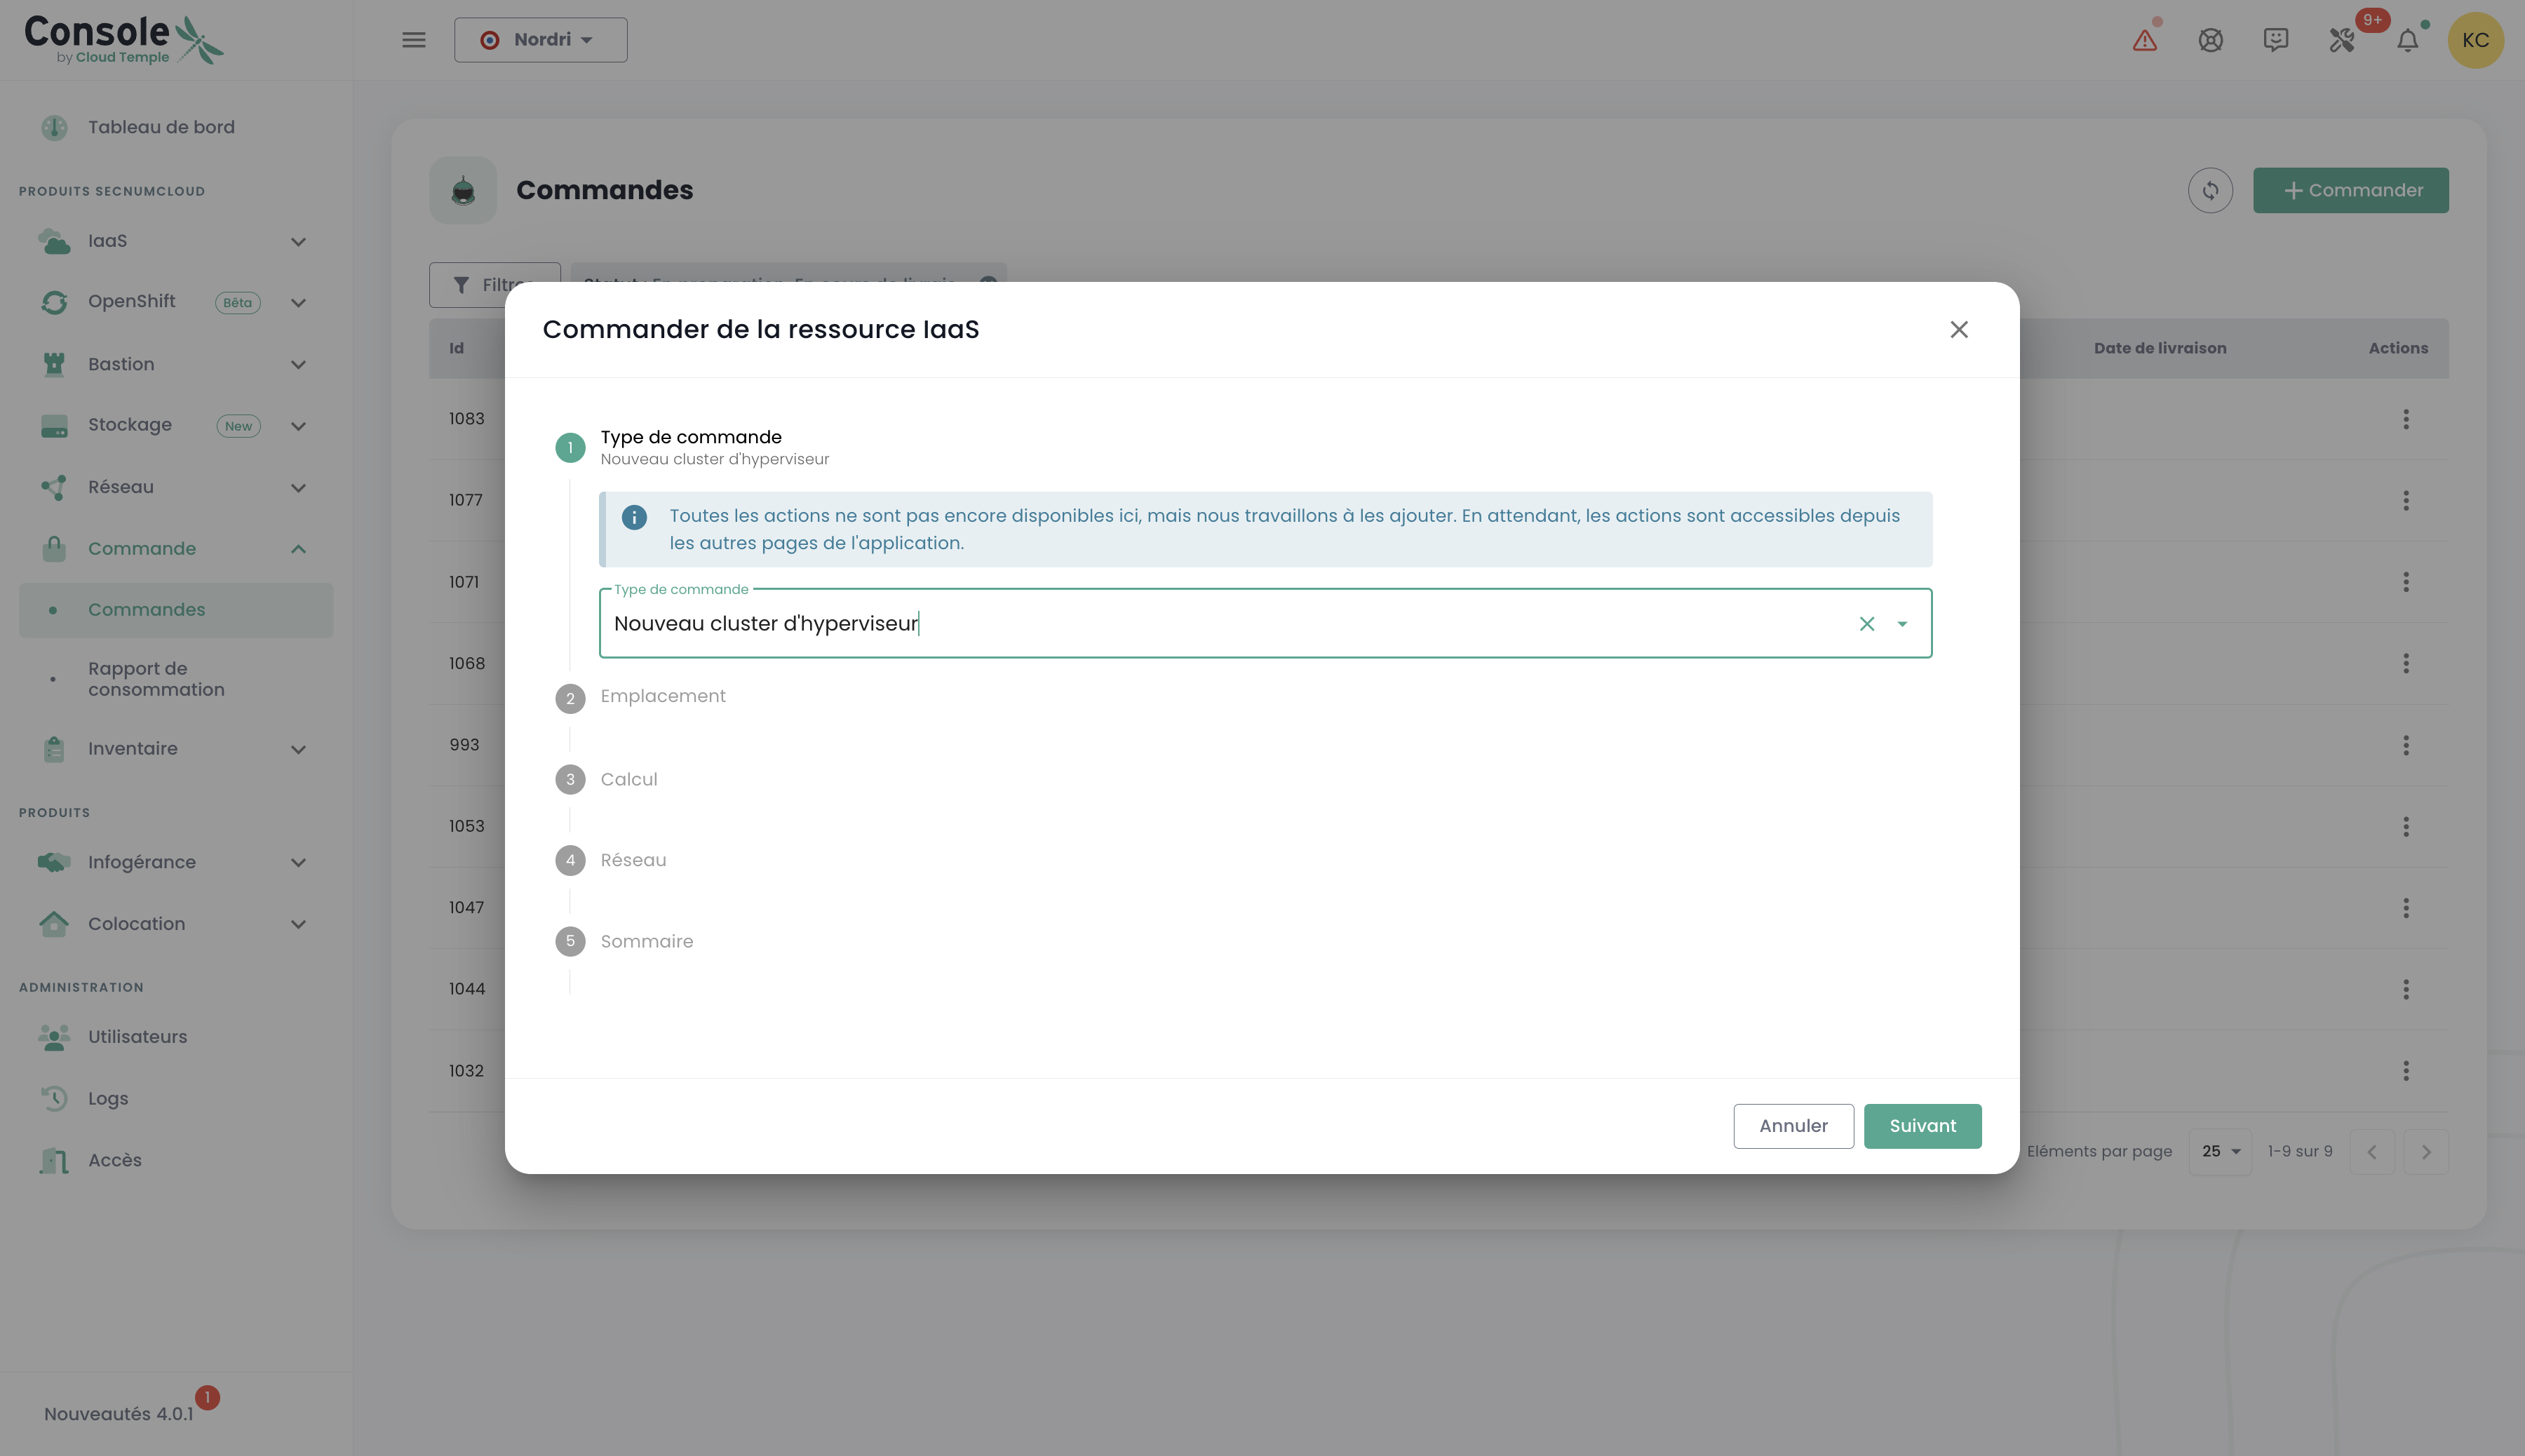 Console
by Cloud Temple
Nordri
9+
KC
Tableau de bord
PRODUITS SECNUMCLOUD
IaaS
OpenShift
Bêta
Bastion
Stockage
New
Réseau
Commande
Commandes
Rapport de
consommation
Inventaire
PRODUITS
Infogérance
Colocation
ADMINISTRATION
Utilisateurs
Logs
Accès
Nouveautés 4.0.1
1
Commandes
Commander
Id
Date de livraison
Actions
1083
1077
1071
1068
993
1053
1047
1044
1032
Eléments par page
25
1-9 sur 9
Commander de la ressource IaaS
1
Type de commande
Nouveau cluster d'hyperviseur
Toutes les actions ne sont pas encore disponibles ici, mais nous travaillons à les ajouter. En attendant, les actions sont accessibles depuis
les autres pages de l'application.
Type de commande
Nouveau cluster d'hyperviseur
2
Emplacement
3
Calcul
4
Réseau
5
Sommaire
Annuler
Suivant